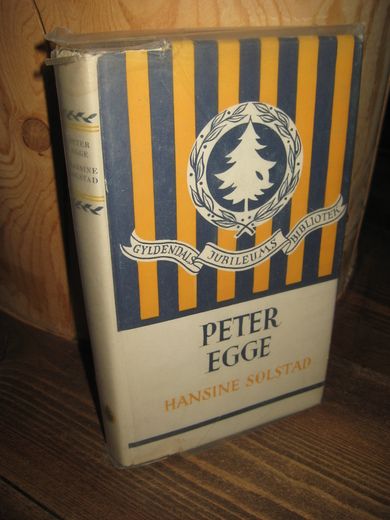 PETER
EGGE
HANSINE
SOLSTAD
GYLDENDALS JUBILEUMS BIBLIOTEK
PETER
EGGE
HANSINE SOLSTAD